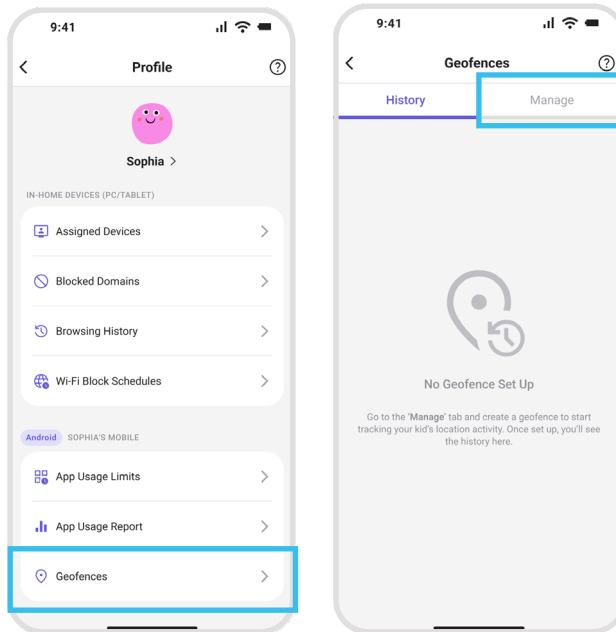 9:41
Profile
?
Sophia >
IN-HOME DEVICES (PC/TABLET)
Assigned Devices
Blocked Domains
Browsing History
Wi-Fi Block Schedules
Android SOPHIA'S MOBILE
App Usage Limits
App Usage Report
Geofences
9:41
Geofences
?
History Manage
No Geofence Set Up
Go to the 'Manage' tab and create a geofence to start
tracking your kid's location activity. Once set up, you'll see
the history here.